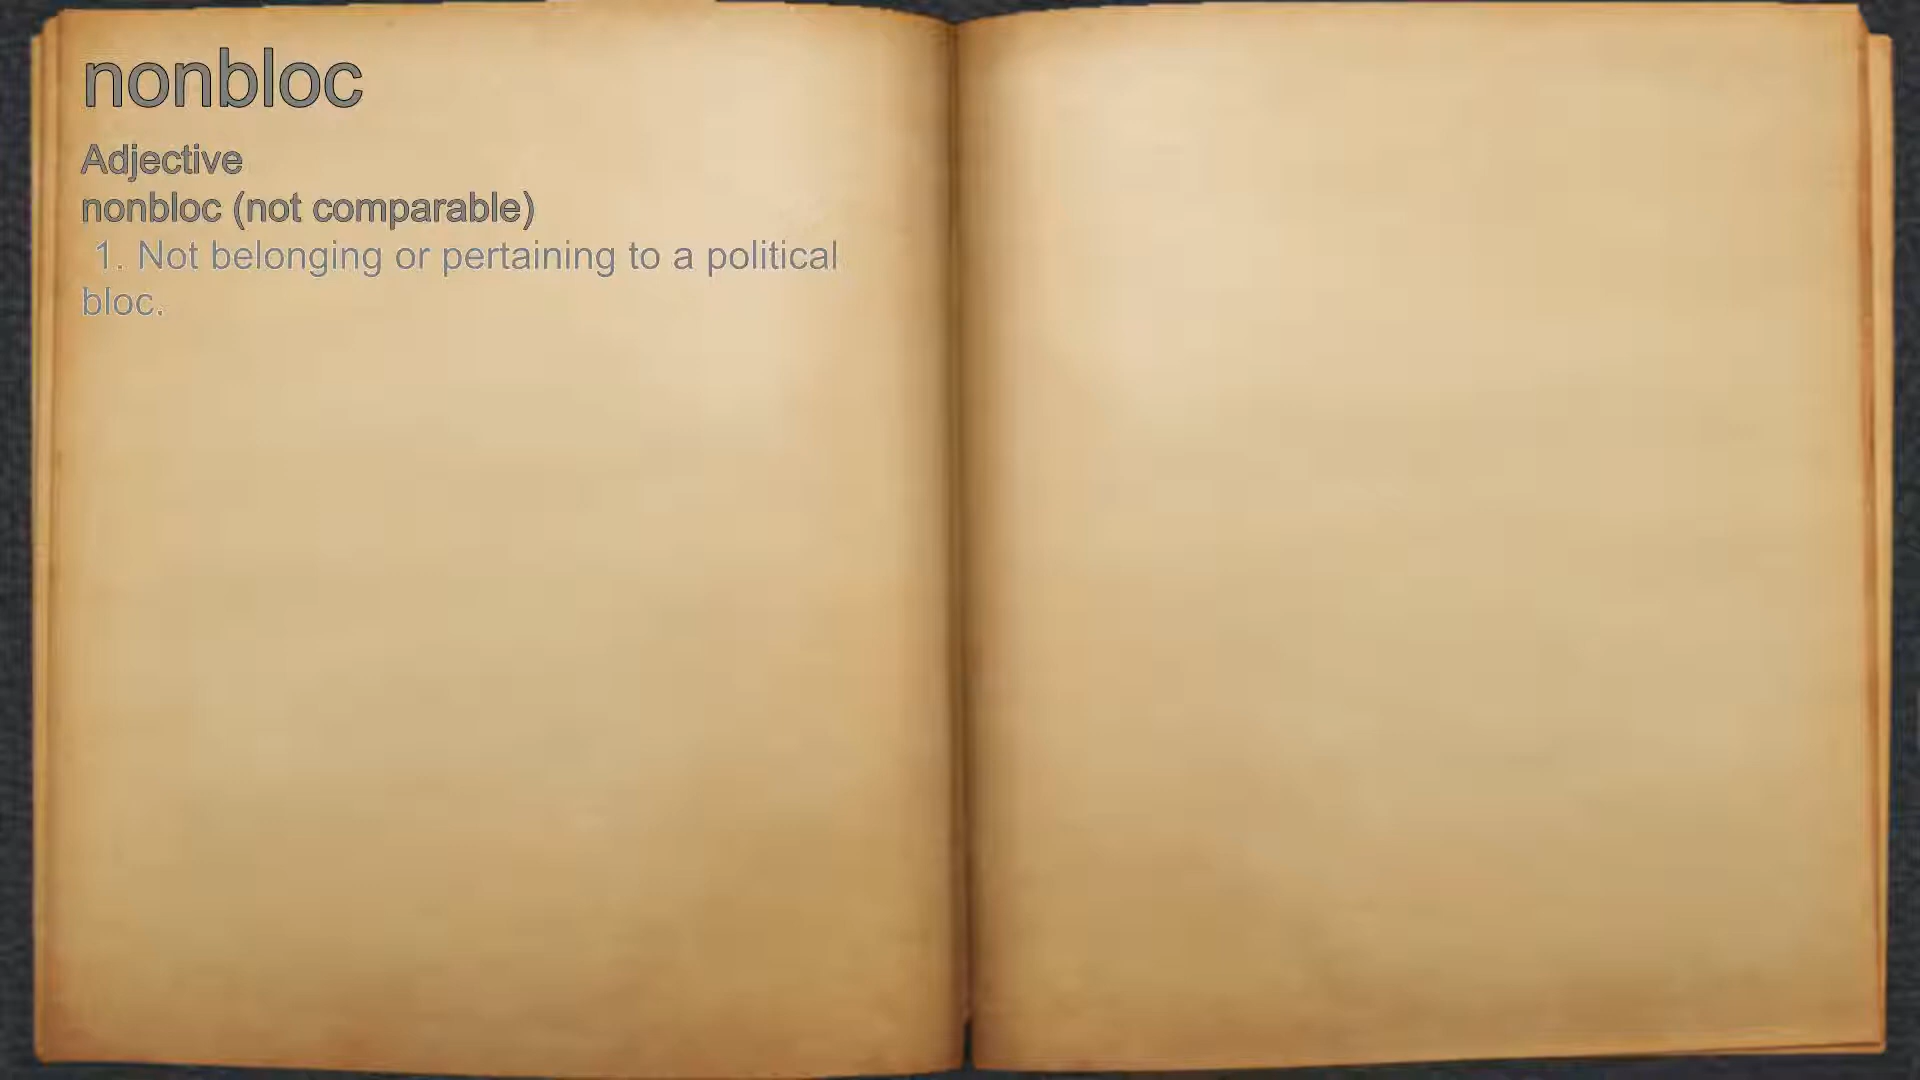 nonbloc
Adjective
nonbloc (not comparable)
1. Not belonging or pertaining to a political
bloc.